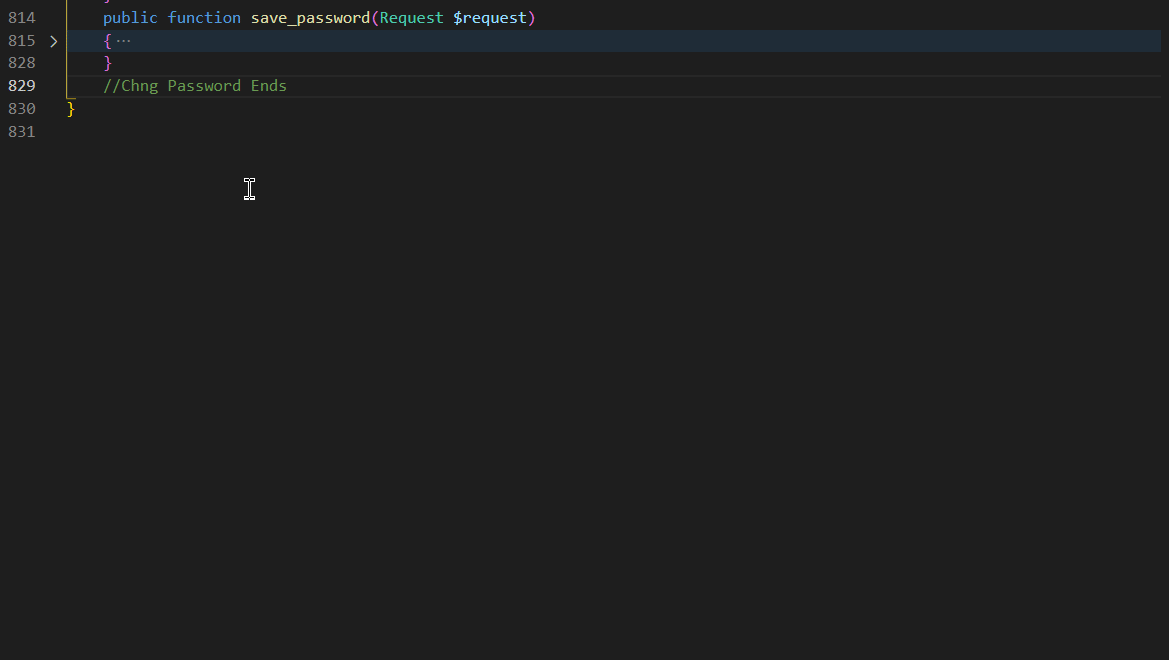 814 public function save_password(Request $request)
815 > { ···
828 }
829 //Chng Password Ends
830 }
831